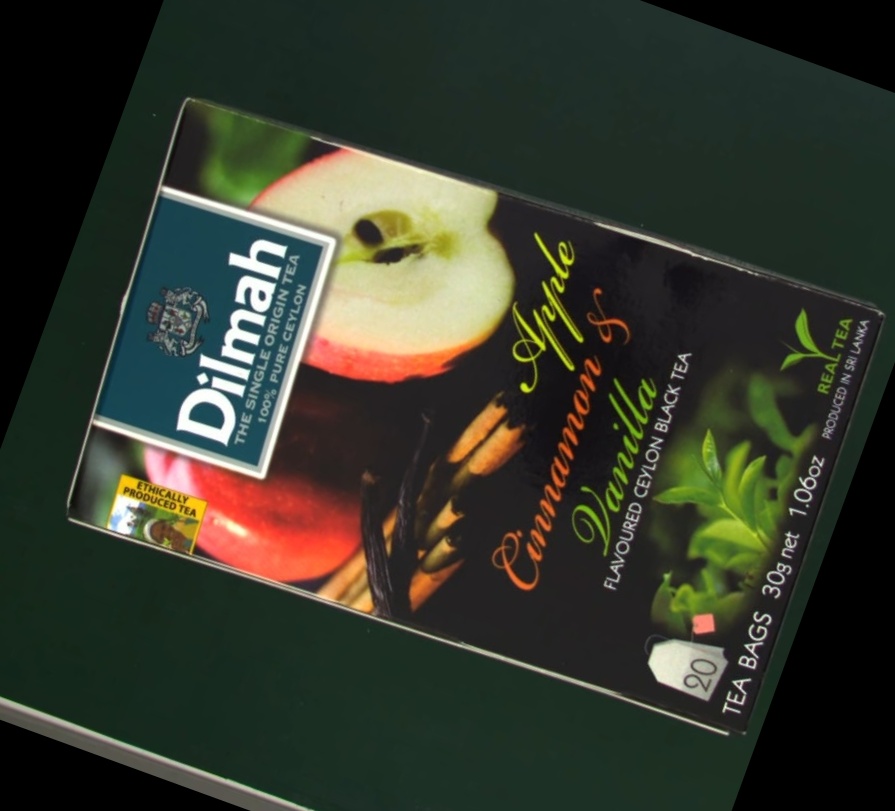 Dilmah
THE SINGLE ORIGIN TEA
100% PURE CEYLON
ETHICALLY
PRODUCED TEA
Apple
Cinnamon &
Vanilla
FLAVOURED CEYLON BLACK TEA
REAL TEA
PRODUCED IN SRI LANKA
20
TEA BAGS 30g net 1.06oz